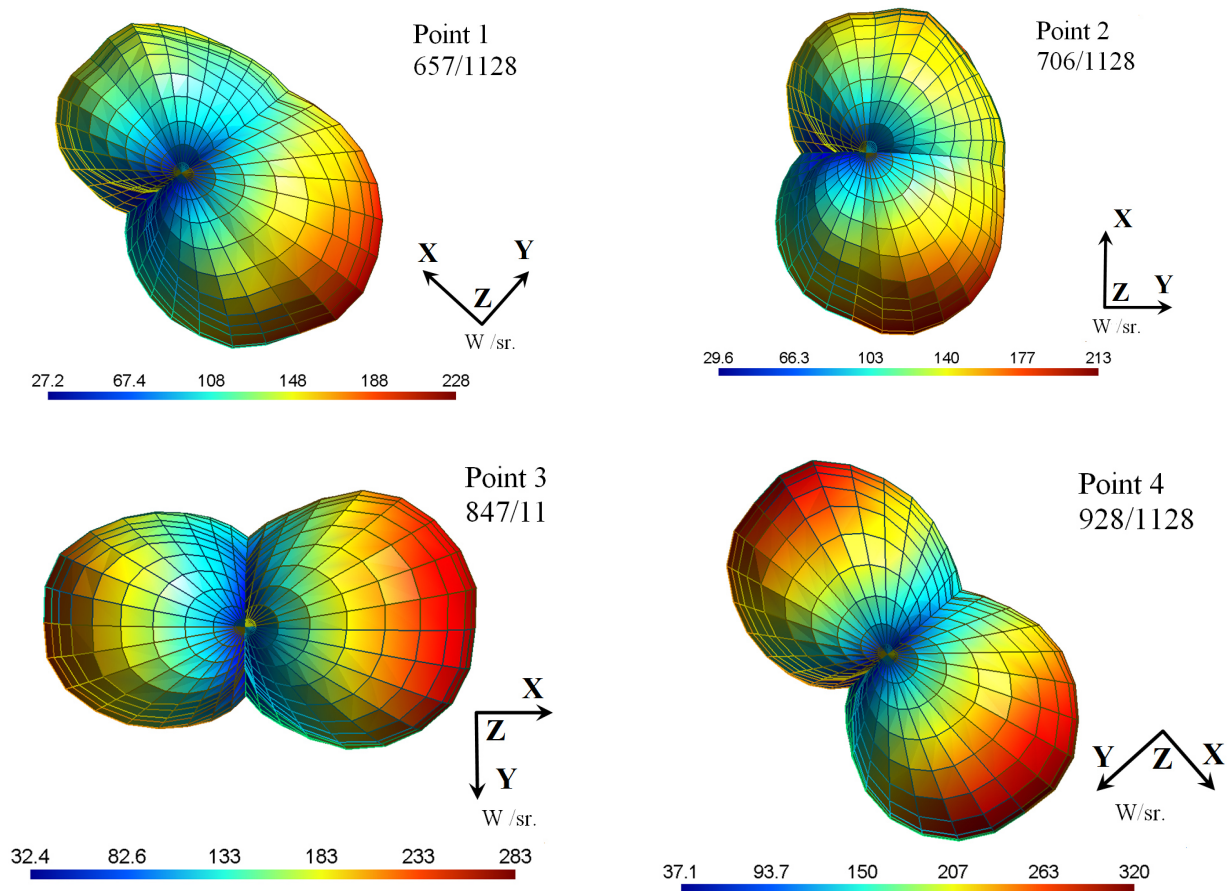 Point 1
657/1128
X
Y
Z
W /sr.
27.2 67.4 108 148 188 228
Point 2
706/1128
X
Z
Y
W /sr.
29.6 66.3 103 140 177 213
Point 3
847/11
X
Z
Y
W /sr.
32.4 82.6 133 183 233 283
Point 4
928/1128
Y
Z
X
W/sr.
37.1 93.7 150 207 263 320